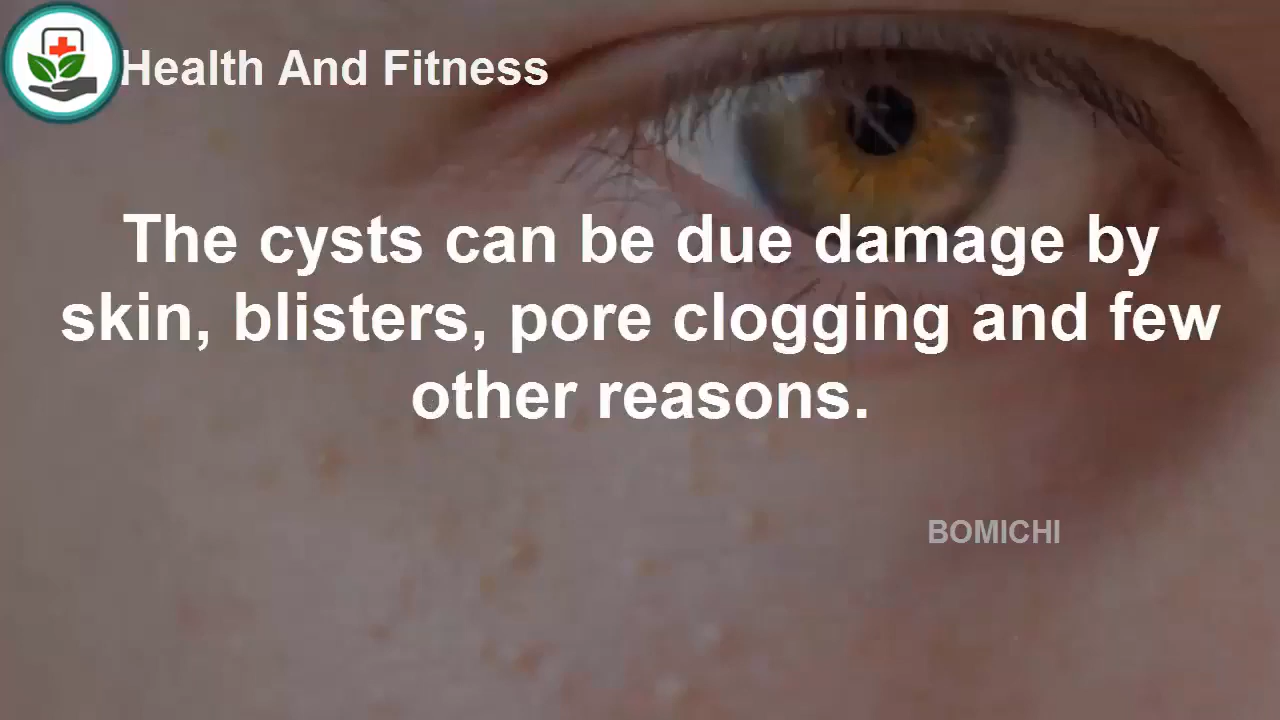 Health And Fitness
The cysts can be due damage by
skin, blisters, pore clogging and few
other reasons.
BOMICHI